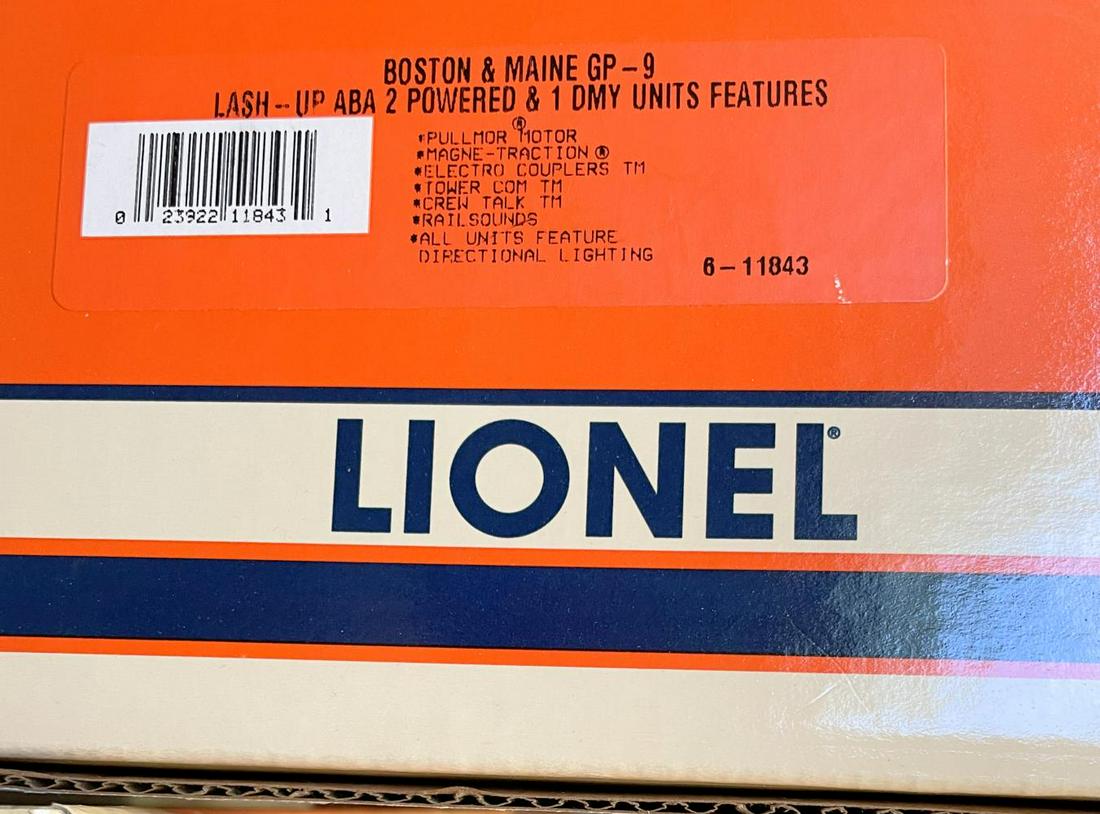 BOSTON & MAINE GP-9
LASH-UP ABA 2 POWERED & 1 DMY UNITS FEATURES
*PULLMOR® MOTOR
*MAGNE-TRACTION®
*ELECTRO COUPLERS TM
*TOWER COM TM
*CREW TALK TM
*RAILSOUNDS
*ALL UNITS FEATURE
DIRECTIONAL LIGHTING
6-11843
0 23922 11843 1
LIONEL®